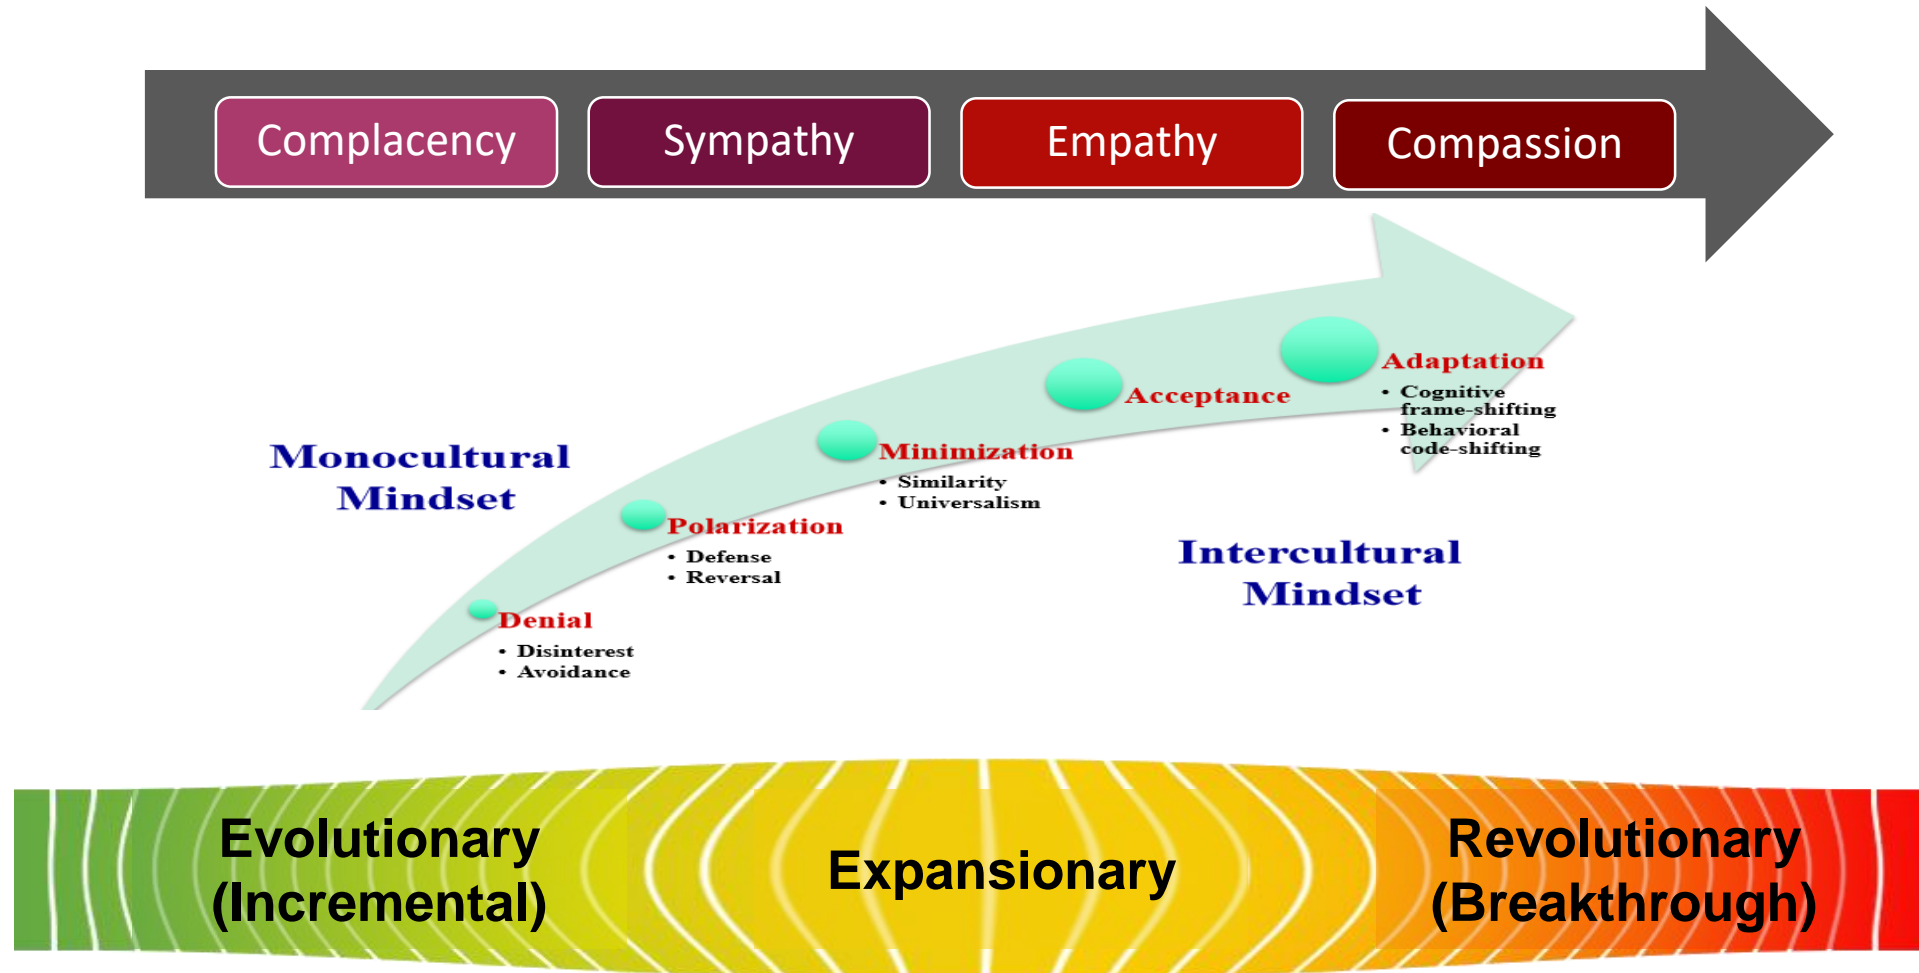 Complacency
Sympathy
Empathy
Compassion
Monocultural
Mindset
Denial
• Disinterest
• Avoidance
Polarization
• Defense
• Reversal
Minimization
• Similarity
• Universalism
Acceptance
Adaptation
• Cognitive
frame-shifting
• Behavioral
code-shifting
Intercultural
Mindset
Evolutionary
(Incremental)
Expansionary
Revolutionary
(Breakthrough)